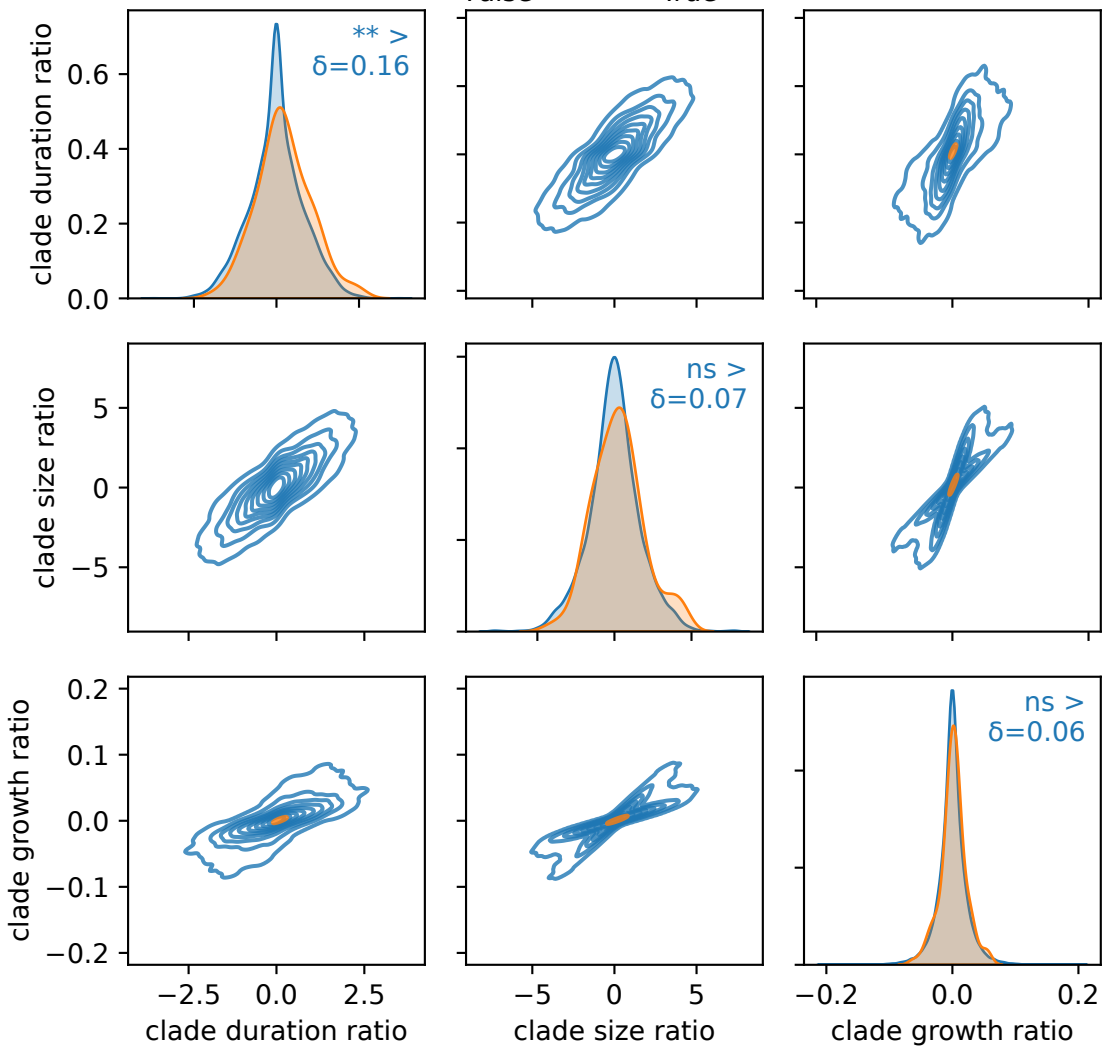 clade duration ratio
0.6
0.4
0.2
0.0
** >
δ=0.16
clade size ratio
5
0
−5
ns >
δ=0.07
clade growth ratio
0.2
0.1
0.0
−0.1
−0.2
ns >
δ=0.06
−2.5
0.0
2.5
−5
0
5
−0.2
0.0
0.2
clade duration ratio
clade size ratio
clade growth ratio